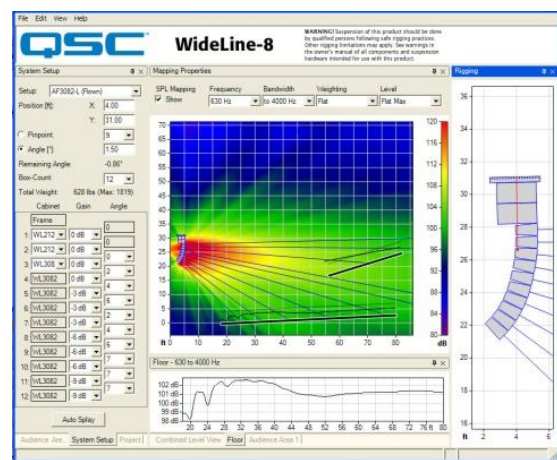 File Edit View Help
QSC
WideLine-8
WARNING! Suspension of this product should be done
by qualified persons following safe rigging practices.
Other rigging limitations may apply. See warnings in
the owner's manual of all components and suspension
hardware intended for use with this product.
System Setup
Setup: AF3082-L (Flown)
Position (ft): X: 4.00
Y: 31.00
Pinpoint: 9
Angle (°) 1.50
Remaining Angle: -0.86°
Box-Count: 12
Total Weight: 628 lbs (Max: 1819)
Cabinet Gain Angle
Frame
0
1: WL212 0 dB
0
2: WL212 0 dB
0
3: WL308 0 dB
2
4: WL3082 0 dB
4
5: WL3082 -3 dB
2
6: WL3082 -3 dB
4
7: WL3082 -3 dB
6
8: WL3082 -6 dB
4
9: WL3082 -6 dB
6
10: WL3082 -6 dB
7
11: WL3082 -9 dB
7
12: WL3082 -9 dB
Auto Splay
Audience Are... System Setup Project
Mapping Properties
SPL Mapping Frequency Bandwidth Weighting Level
Show 630 Hz to 4000 Hz Flat Flat Max
70
65
60
55
50
45
40
35
30
25
20
15
10
5
0
ft 0 10 20 30 40 50 60 70 80
120
116
112
108
104
100
96
92
88
84
80
dB
Floor - 630 to 4000 Hz
102 dB
101 dB
100 dB
99 dB
98 dB
20 24 28 32 36 40 44 48 52 56 60 64 68 72 76 ft 80
Combined Level View Floor Audience Area 1
Rigging
36
34
32
30
28
26
24
22
20
18
16
ft 2 4 6